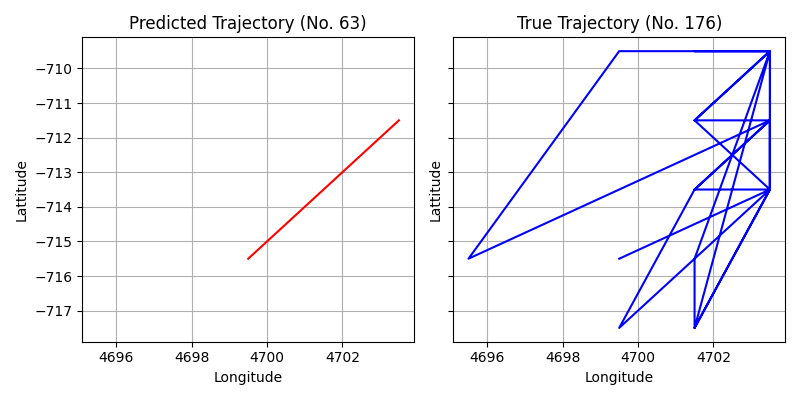 Predicted Trajectory (No. 63)
True Trajectory (No. 176)
Lattitude
−710
−711
−712
−713
−714
−715
−716
−717
4696
4698
4700
4702
Longitude
Lattitude
4696
4698
4700
4702
Longitude